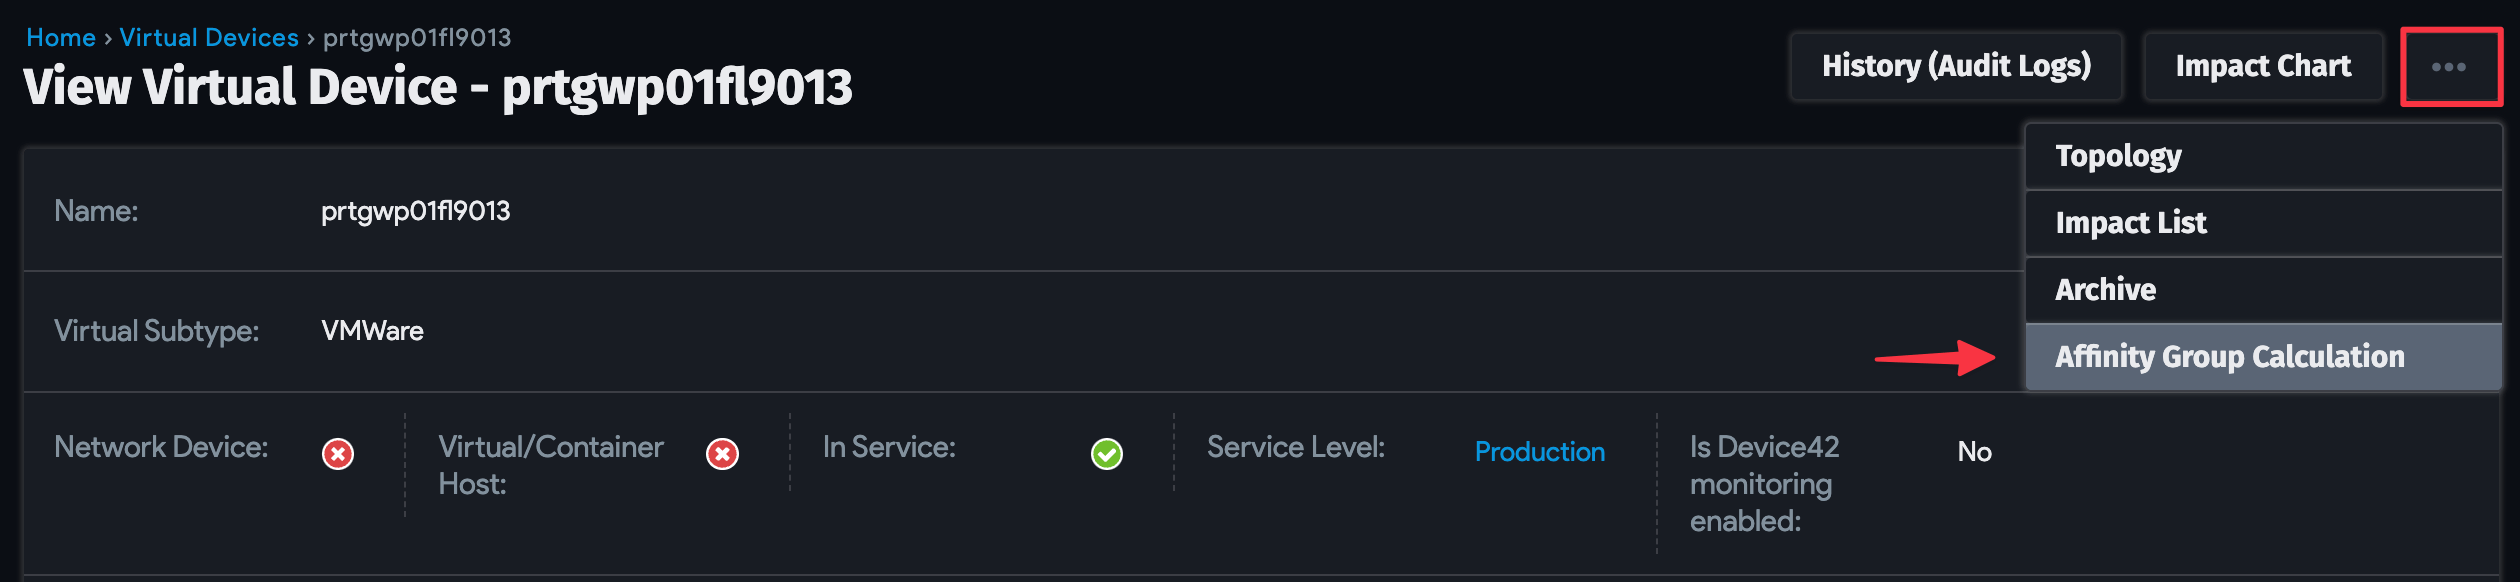 Home › Virtual Devices › prtgwp01fl9013
View Virtual Device - prtgwp01fl9013
History (Audit Logs)
Impact Chart
•••
Topology
Impact List
Archive
Affinity Group Calculation
Name: prtgwp01fl9013
Virtual Subtype: VMWare
Network Device:
Virtual/Container
Host:
In Service:
Service Level: Production
Is Device42
monitoring
enabled:
No